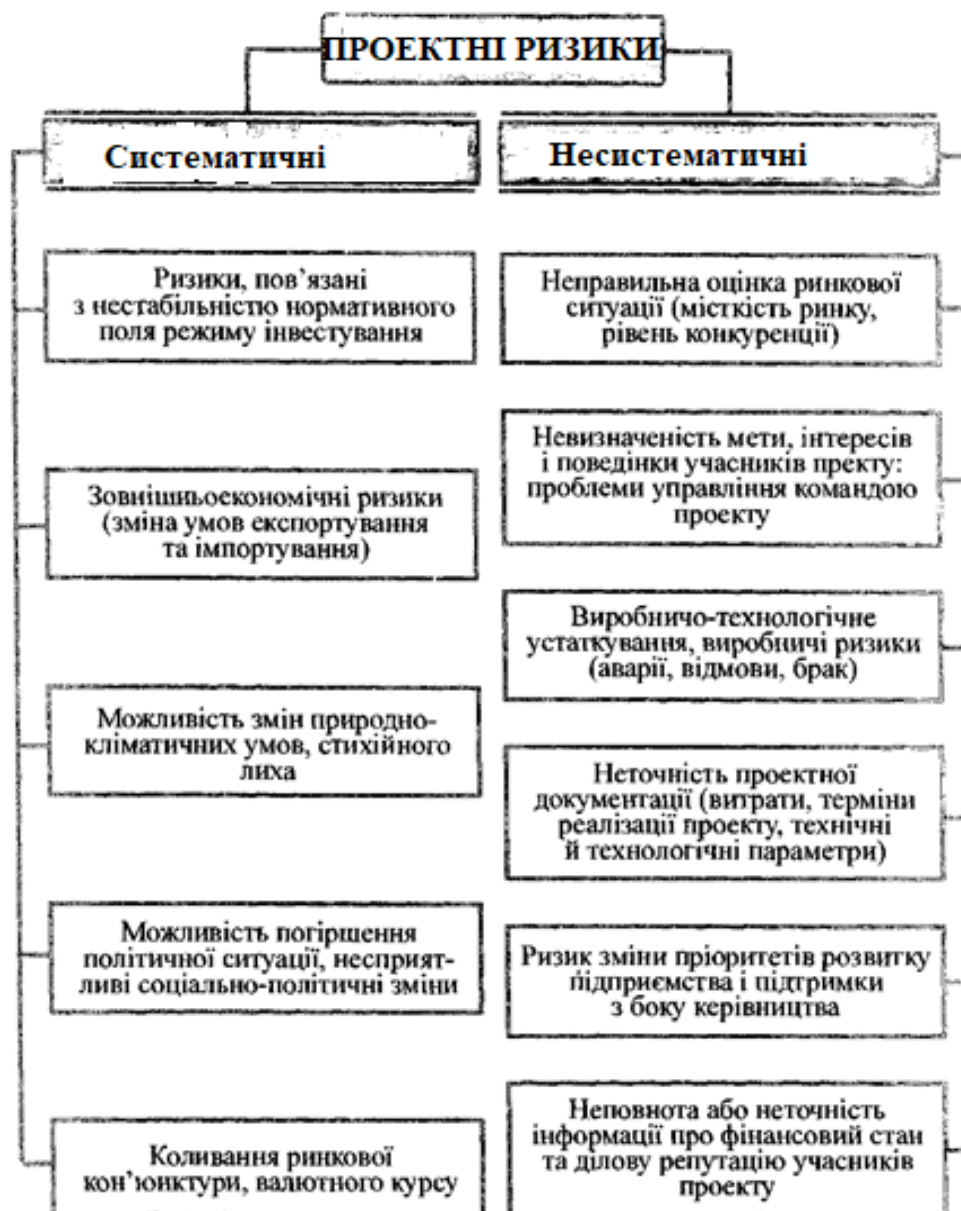 ПРОЕКТНІ РИЗИКИ
Систематичні
Ризики, пов’язані
з нестабільністю нормативного
поля режиму інвестування
Зовнішньоекономічні ризики
(зміна умов експортування
та імпортування)
Можливість змін природно-
кліматичних умов, стихійного
лиха
Можливість погіршення
політичної ситуації, несприят-
ливі соціально-політичні зміни
Коливання ринкової
кон’юнктури, валютного курсу
Несистематичні
Неправильна оцінка ринкової
ситуації (місткість ринку,
рівень конкуренції)
Невизначеність мети, інтересів
і поведінки учасників пректу:
проблеми управління командою
проекту
Виробничо-технологічне
устаткування, виробничі ризики
(аварії, відмови, брак)
Неточність проектної
документації (витрати, терміни
реалізації проекту, технічні
й технологічні параметри)
Ризик зміни пріоритетів розвитку
підприємства і підтримки
з боку керівництва
Неповнота або неточність
інформації про фінансовий стан
та ділову репутацію учасників
проекту